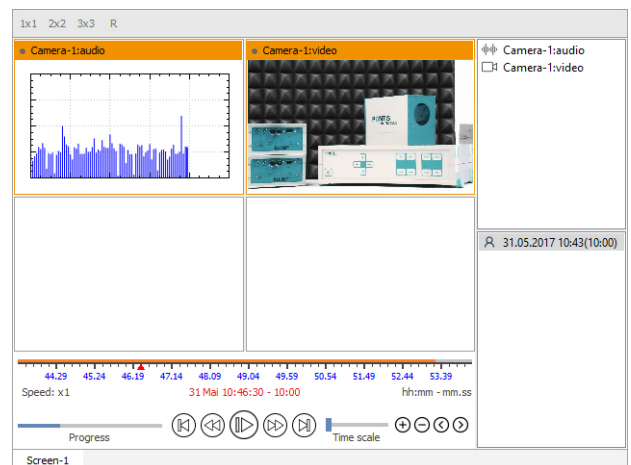 1x1 2x2 3x3 R
Camera-1:audio
Camera-1:video
Camera-1:audio
Camera-1:video
31.05.2017 10:43(10:00)
44.29 45.24 46.19 47.14 48.09 49.04 49.59 50.54 51.49 52.44 53.39
Speed: x1
31 Mai 10:46:30 - 10:00
hh:mm - mm.ss
Progress
Time scale
Screen-1